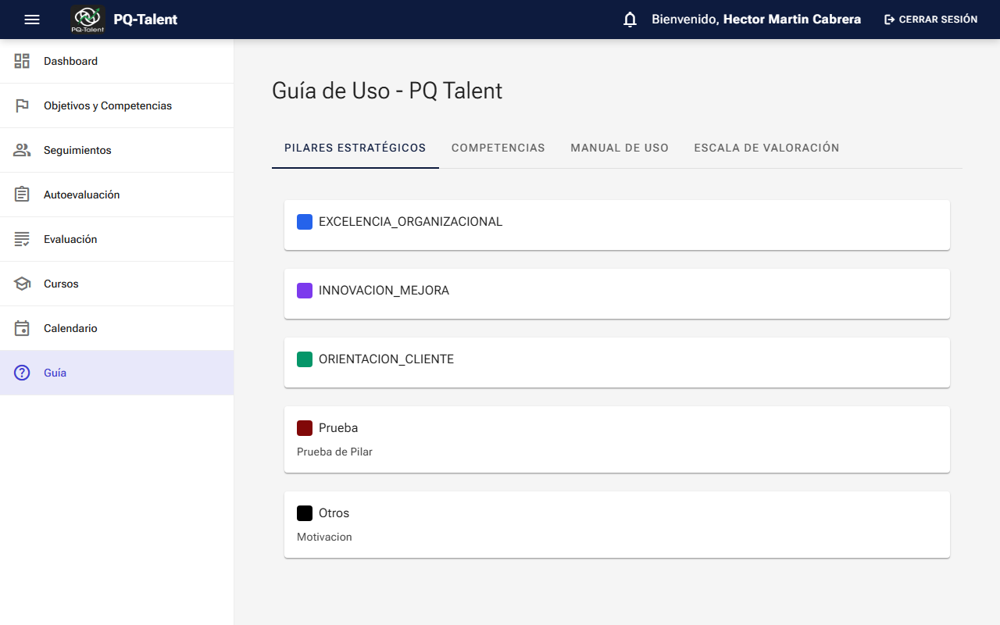 PQ-Talent
PQ-Talent
Bienvenido, Hector Martin Cabrera
CERRAR SESIÓN
Dashboard
Objetivos y Competencias
Seguimientos
Autoevaluación
Evaluación
Cursos
Calendario
Guía
Guía de Uso - PQ Talent
PILARES ESTRATÉGICOS
COMPETENCIAS
MANUAL DE USO
ESCALA DE VALORACIÓN
EXCELENCIA_ORGANIZACIONAL
INNOVACION_MEJORA
ORIENTACION_CLIENTE
Prueba
Prueba de Pilar
Otros
Motivacion